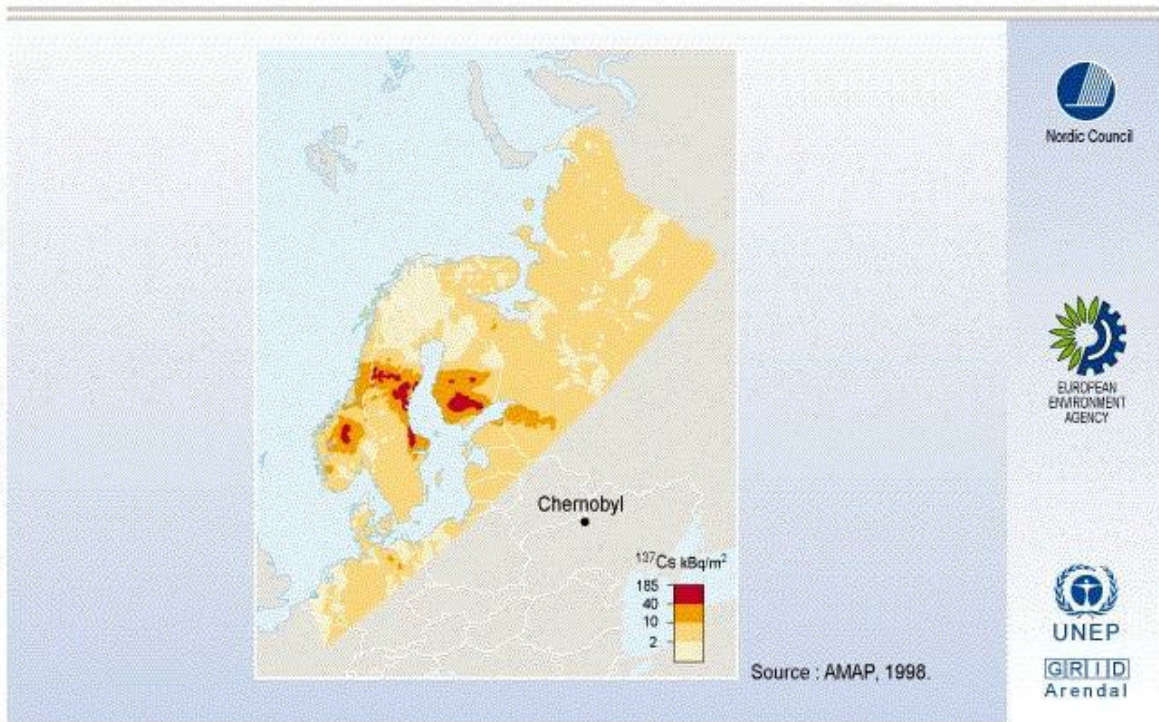 Nordic Council
EUROPEAN
ENVIRONMENT
AGENCY
Chernobyl
¹³⁷Cs kBq/m²
185
40
10
2
Source : AMAP, 1998.
UNEP
GRID
Arendal